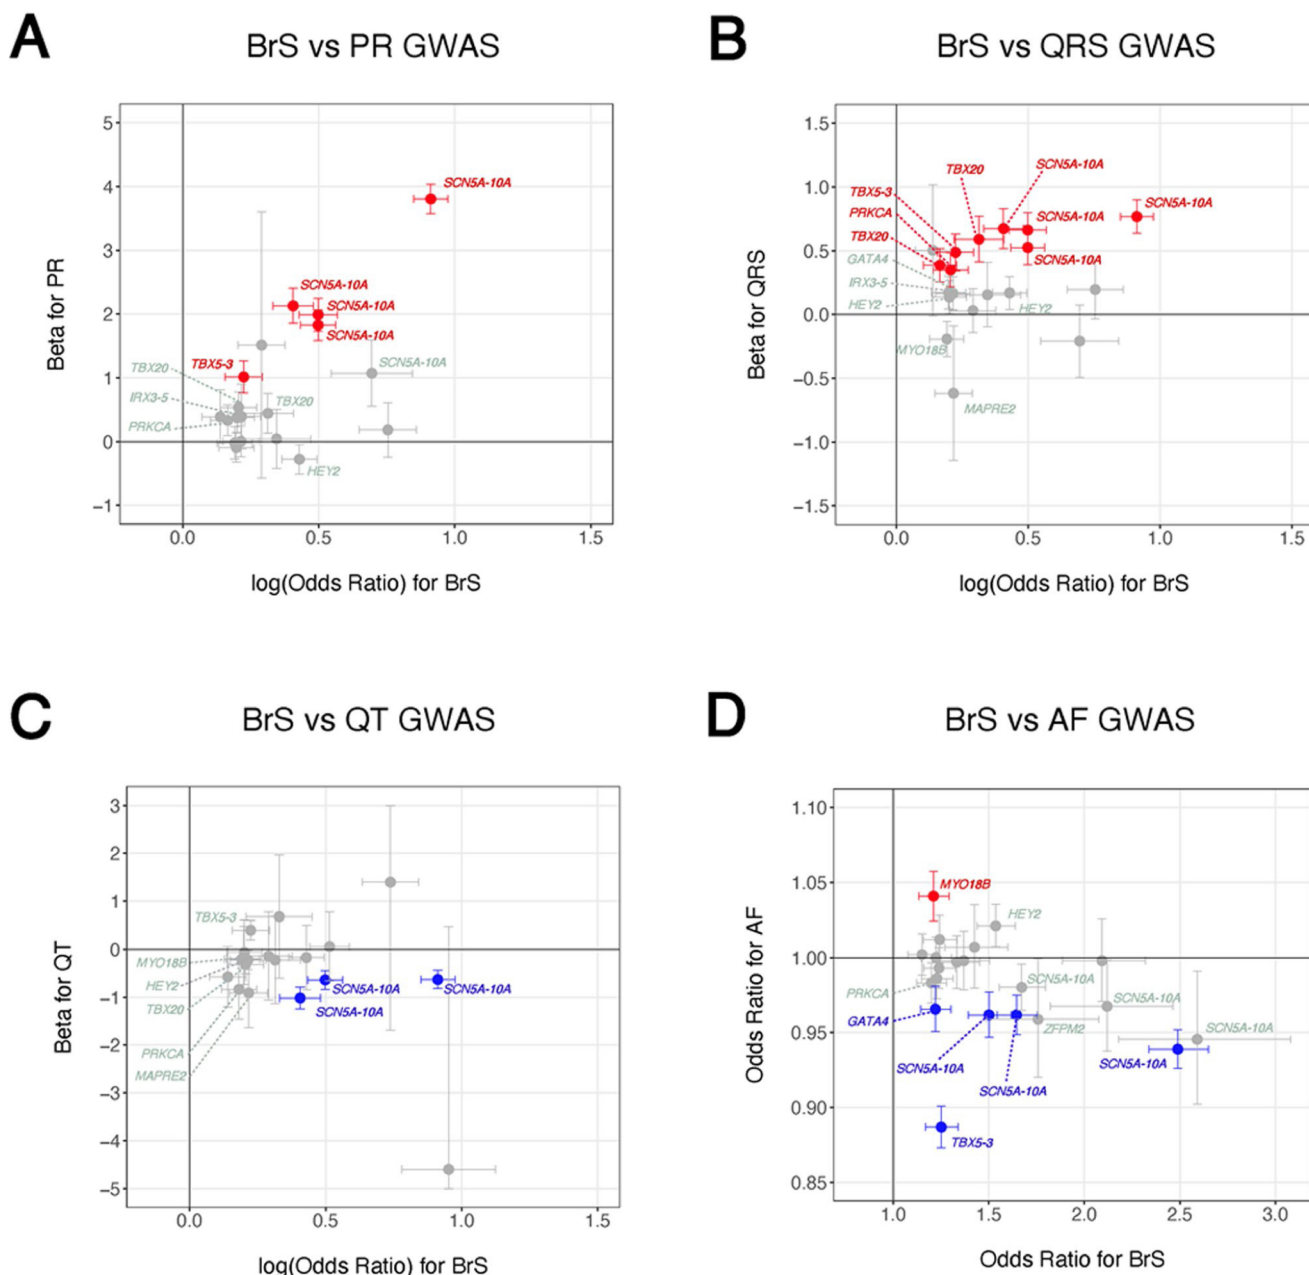 A
BrS vs PR GWAS
5
4
3
2
1
0
−1
Beta for PR
SCN5A-10A
SCN5A-10A
SCN5A-10A
SCN5A-10A
TBX5-3
SCN5A-10A
TBX20
IRX3-5
TBX20
PRKCA
HEY2
0.0
0.5
1.0
1.5
log(Odds Ratio) for BrS
B
BrS vs QRS GWAS
1.5
1.0
0.5
0.0
−0.5
−1.0
−1.5
Beta for QRS
TBX20
SCN5A-10A
TBX5-3
SCN5A-10A
PRKCA
SCN5A-10A
TBX20
GATA4
SCN5A-10A
IRX3-5
HEY2
HEY2
MYO18B
MAPRE2
0.0
0.5
1.0
1.5
log(Odds Ratio) for BrS
C
BrS vs QT GWAS
3
2
1
0
−1
−2
−3
−4
−5
Beta for QT
TBX5-3
MYO18B
HEY2
SCN5A-10A
SCN5A-10A
TBX20
SCN5A-10A
PRKCA
MAPRE2
0.0
0.5
1.0
1.5
log(Odds Ratio) for BrS
D
BrS vs AF GWAS
1.10
1.05
1.00
0.95
0.90
0.85
Odds Ratio for AF
MYO18B
HEY2
SCN5A-10A
PRKCA
SCN5A-10A
GATA4
ZFPM2
SCN5A-10A
SCN5A-10A
SCN5A-10A
SCN5A-10A
TBX5-3
1.0
1.5
2.0
2.5
3.0
Odds Ratio for BrS